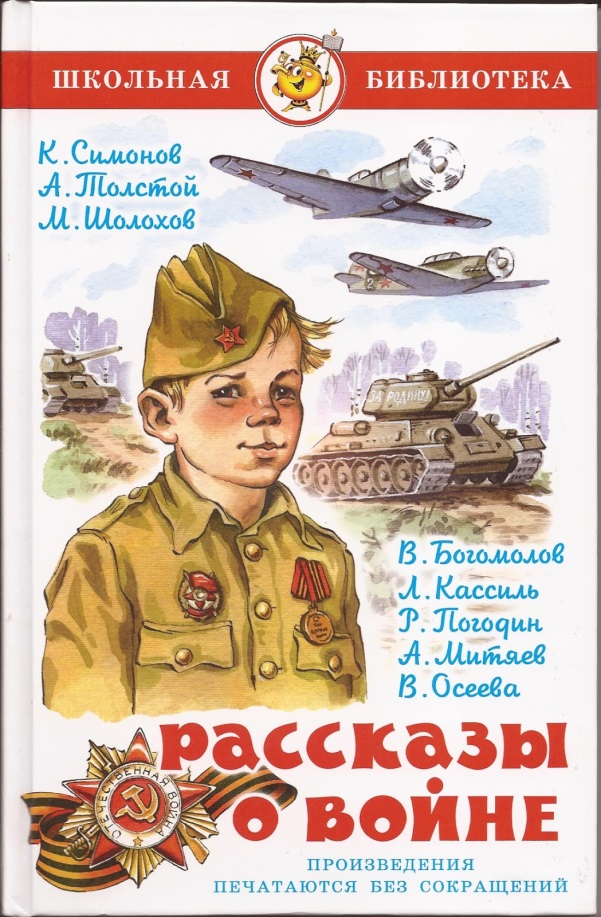 ШКОЛЬНАЯ БИБЛИОТЕКА
К. Симонов
А. Толстой
М. Шолохов
2
ЗА РОДИНУ!
В. Богомолов
Л. Кассиль
Р. Погодин
А. Митяев
В. Осеева
ОТЕЧЕСТВЕННАЯ ВОЙНА
Рассказы
о войне
ПРОИЗВЕДЕНИЯ
ПЕЧАТАЮТСЯ БЕЗ СОКРАЩЕНИЙ